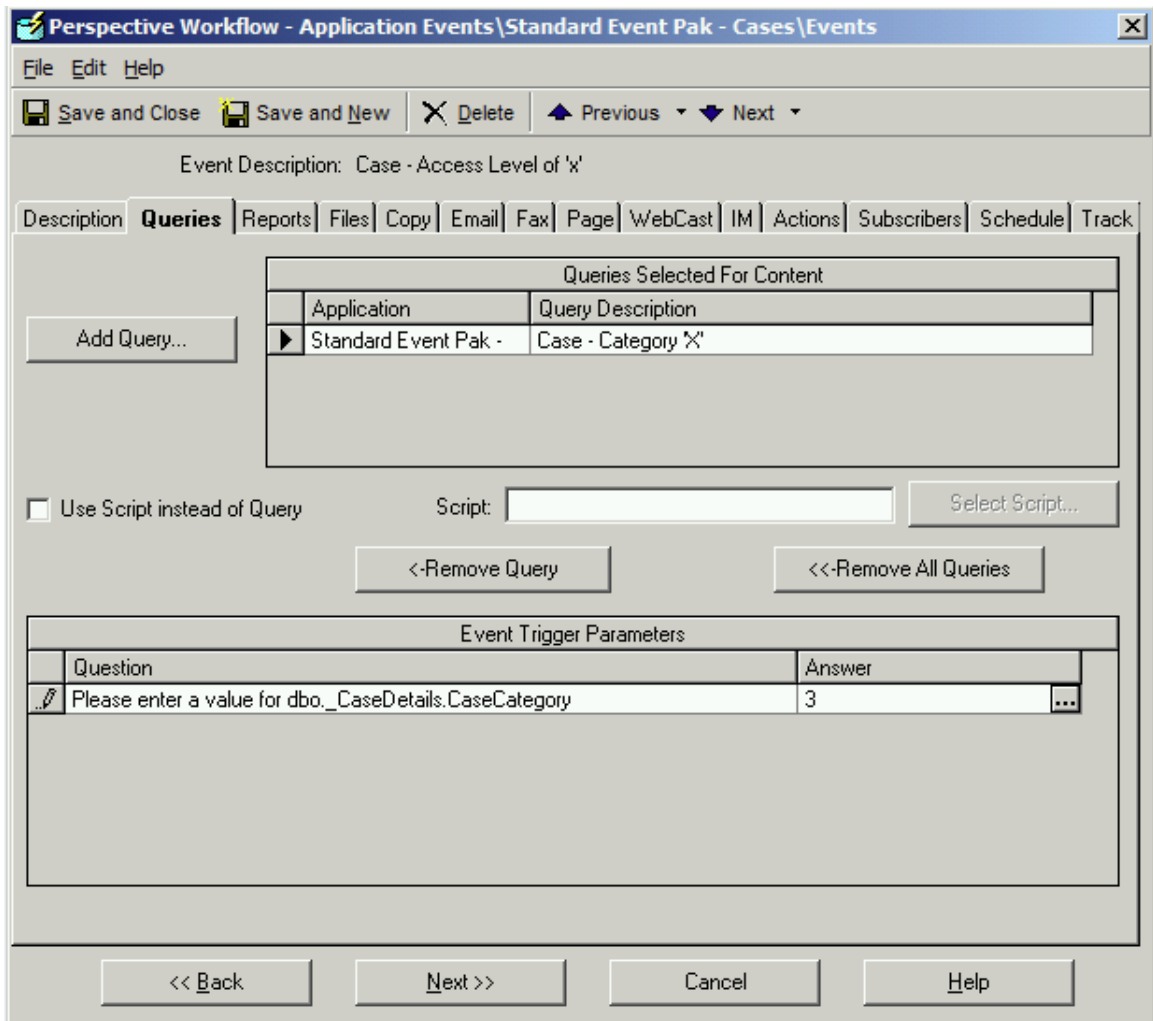 Perspective Workflow - Application Events\Standard Event Pak - Cases\Events
File Edit Help
Save and Close Save and New Delete Previous Next
Event Description: Case - Access Level of 'x'
Description Queries Reports Files Copy Email Fax Page WebCast IM Actions Subscribers Schedule Track
Queries Selected For Content
Application Query Description
Add Query... Standard Event Pak - Case - Category 'X'
Use Script instead of Query Script: Select Script...
<-Remove Query <<-Remove All Queries
Event Trigger Parameters
Question Answer
Please enter a value for dbo._CaseDetails.CaseCategory 3 ...
<< Back Next >> Cancel Help